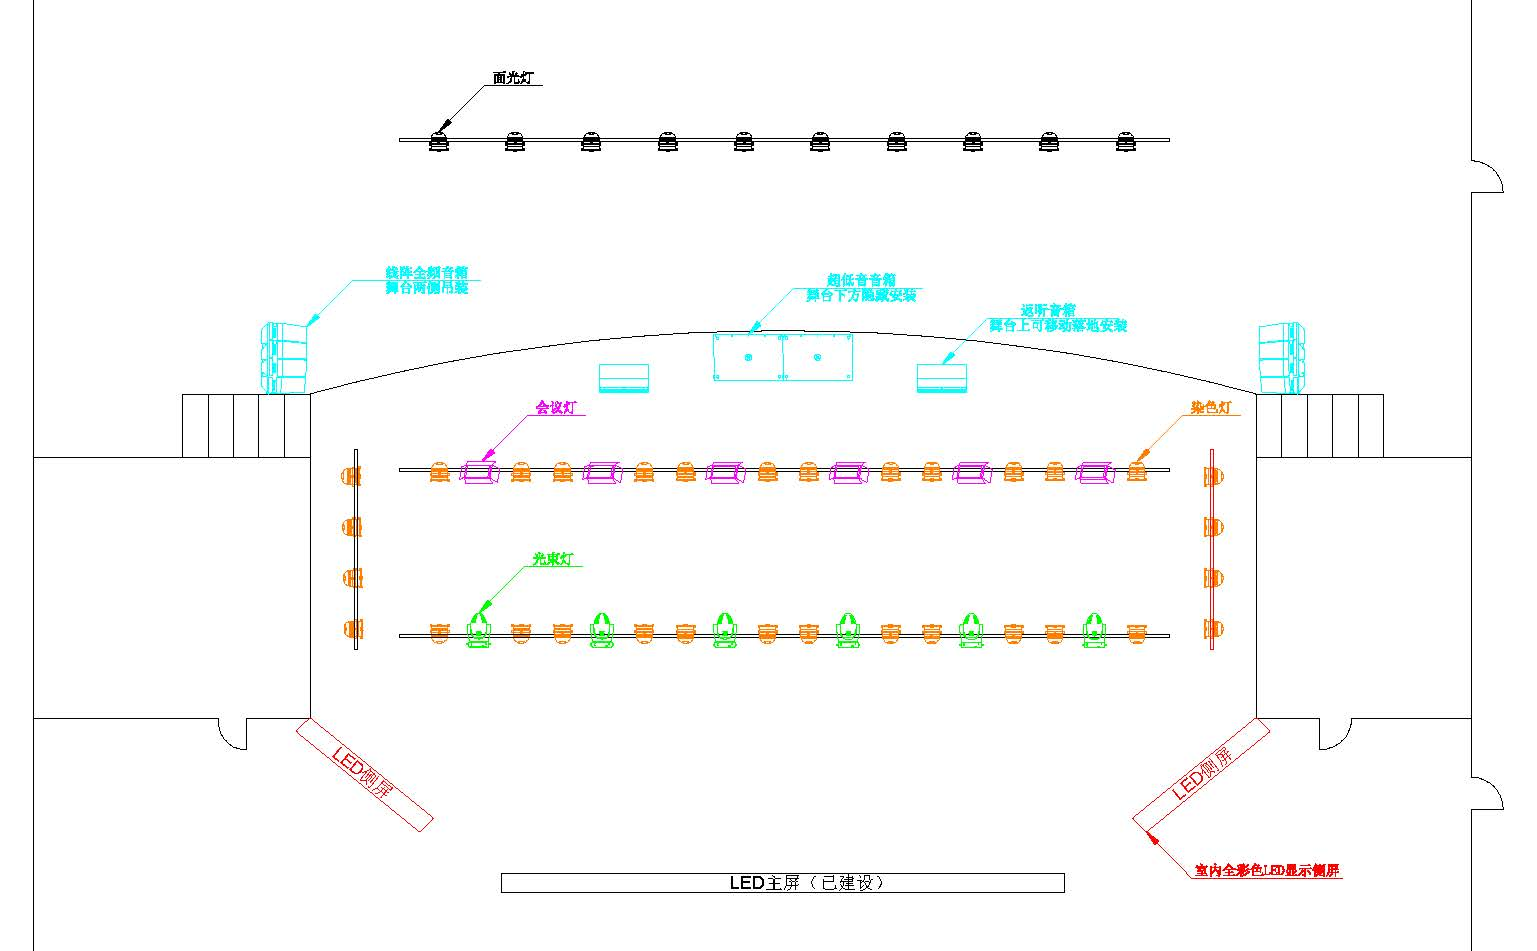 面光灯
线阵全频音箱
舞台两侧吊装
超低音音箱
舞台下方隐藏安装
返听音箱
舞台上可移动落地安装
会议灯
染色灯
光束灯
LED侧屏
LED侧屏
室内全彩色LED显示侧屏
LED主屏（已建设）